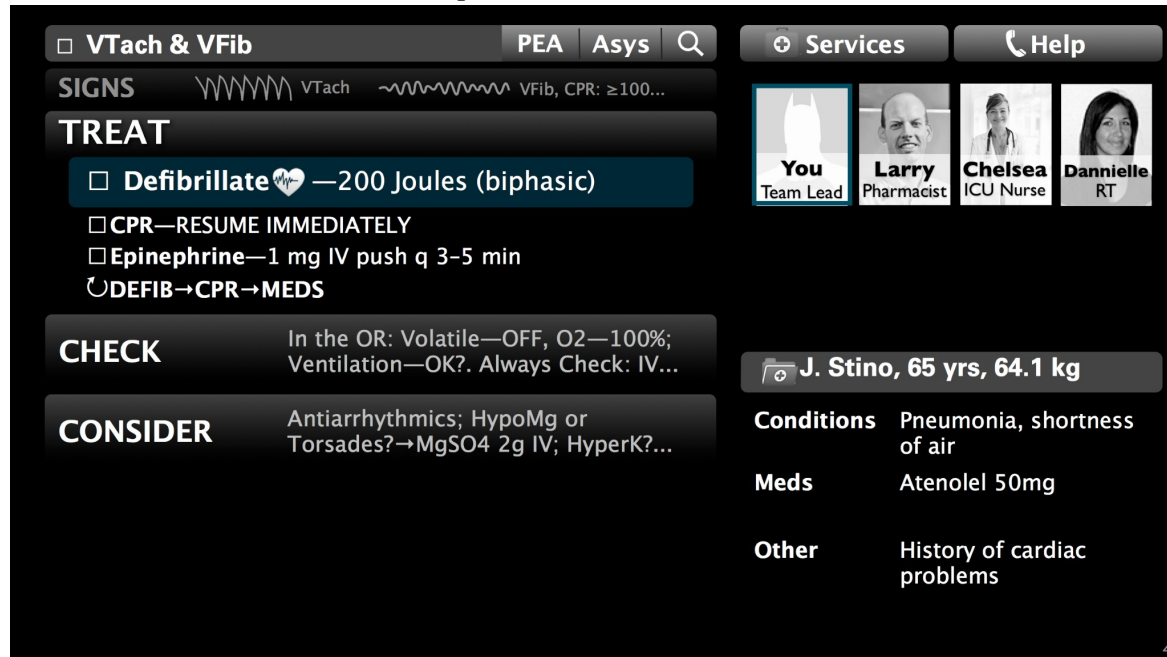 □ VTach & VFib
PEA
Asys
Services
Help
SIGNS
VTach
VFib, CPR: ≥100...
TREAT
□ Defibrillate —200 Joules (biphasic)
□ CPR—RESUME IMMEDIATELY
□ Epinephrine—1 mg IV push q 3–5 min
↻DEFIB→CPR→MEDS
CHECK
In the OR: Volatile—OFF, O2—100%;
Ventilation—OK?. Always Check: IV...
CONSIDER
Antiarrhythmics; HypoMg or
Torsades?→MgSO4 2g IV; HyperK?...
You
Team Lead
Larry
Pharmacist
Chelsea
ICU Nurse
Dannielle
RT
J. Stino, 65 yrs, 64.1 kg
Conditions
Pneumonia, shortness
of air
Meds
Atenolel 50mg
Other
History of cardiac
problems